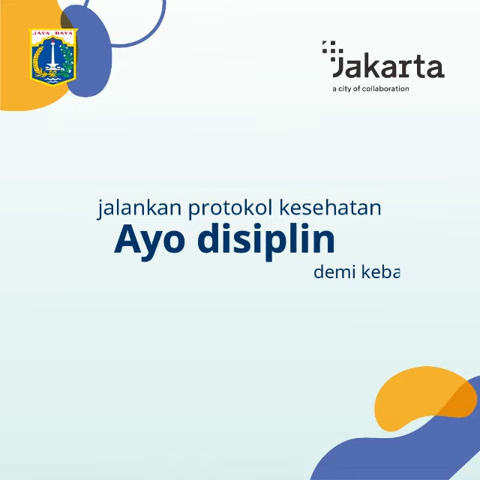 JAYA RAYA
Jakarta
a city of collaboration
jalankan protokol kesehatan
Ayo disiplin
demi keba